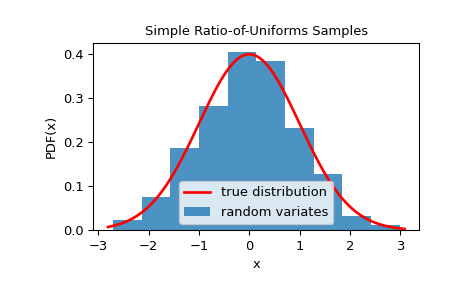 Simple Ratio-of-Uniforms Samples
0.4
0.3
0.2
0.1
0.0
PDF(x)
true distribution
random variates
−3 −2 −1 0 1 2 3
x